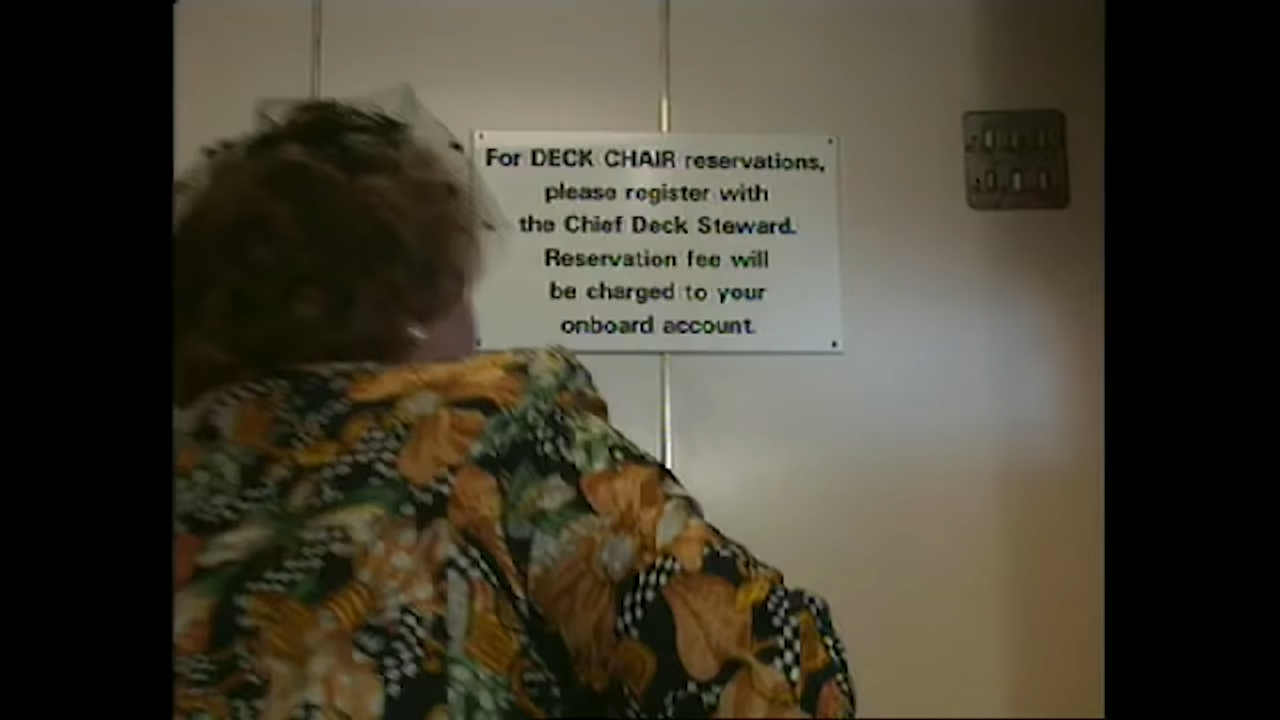 For DECK CHAIR reservations,
please register with
the Chief Deck Steward.
Reservation fee will
be charged to your
onboard account.